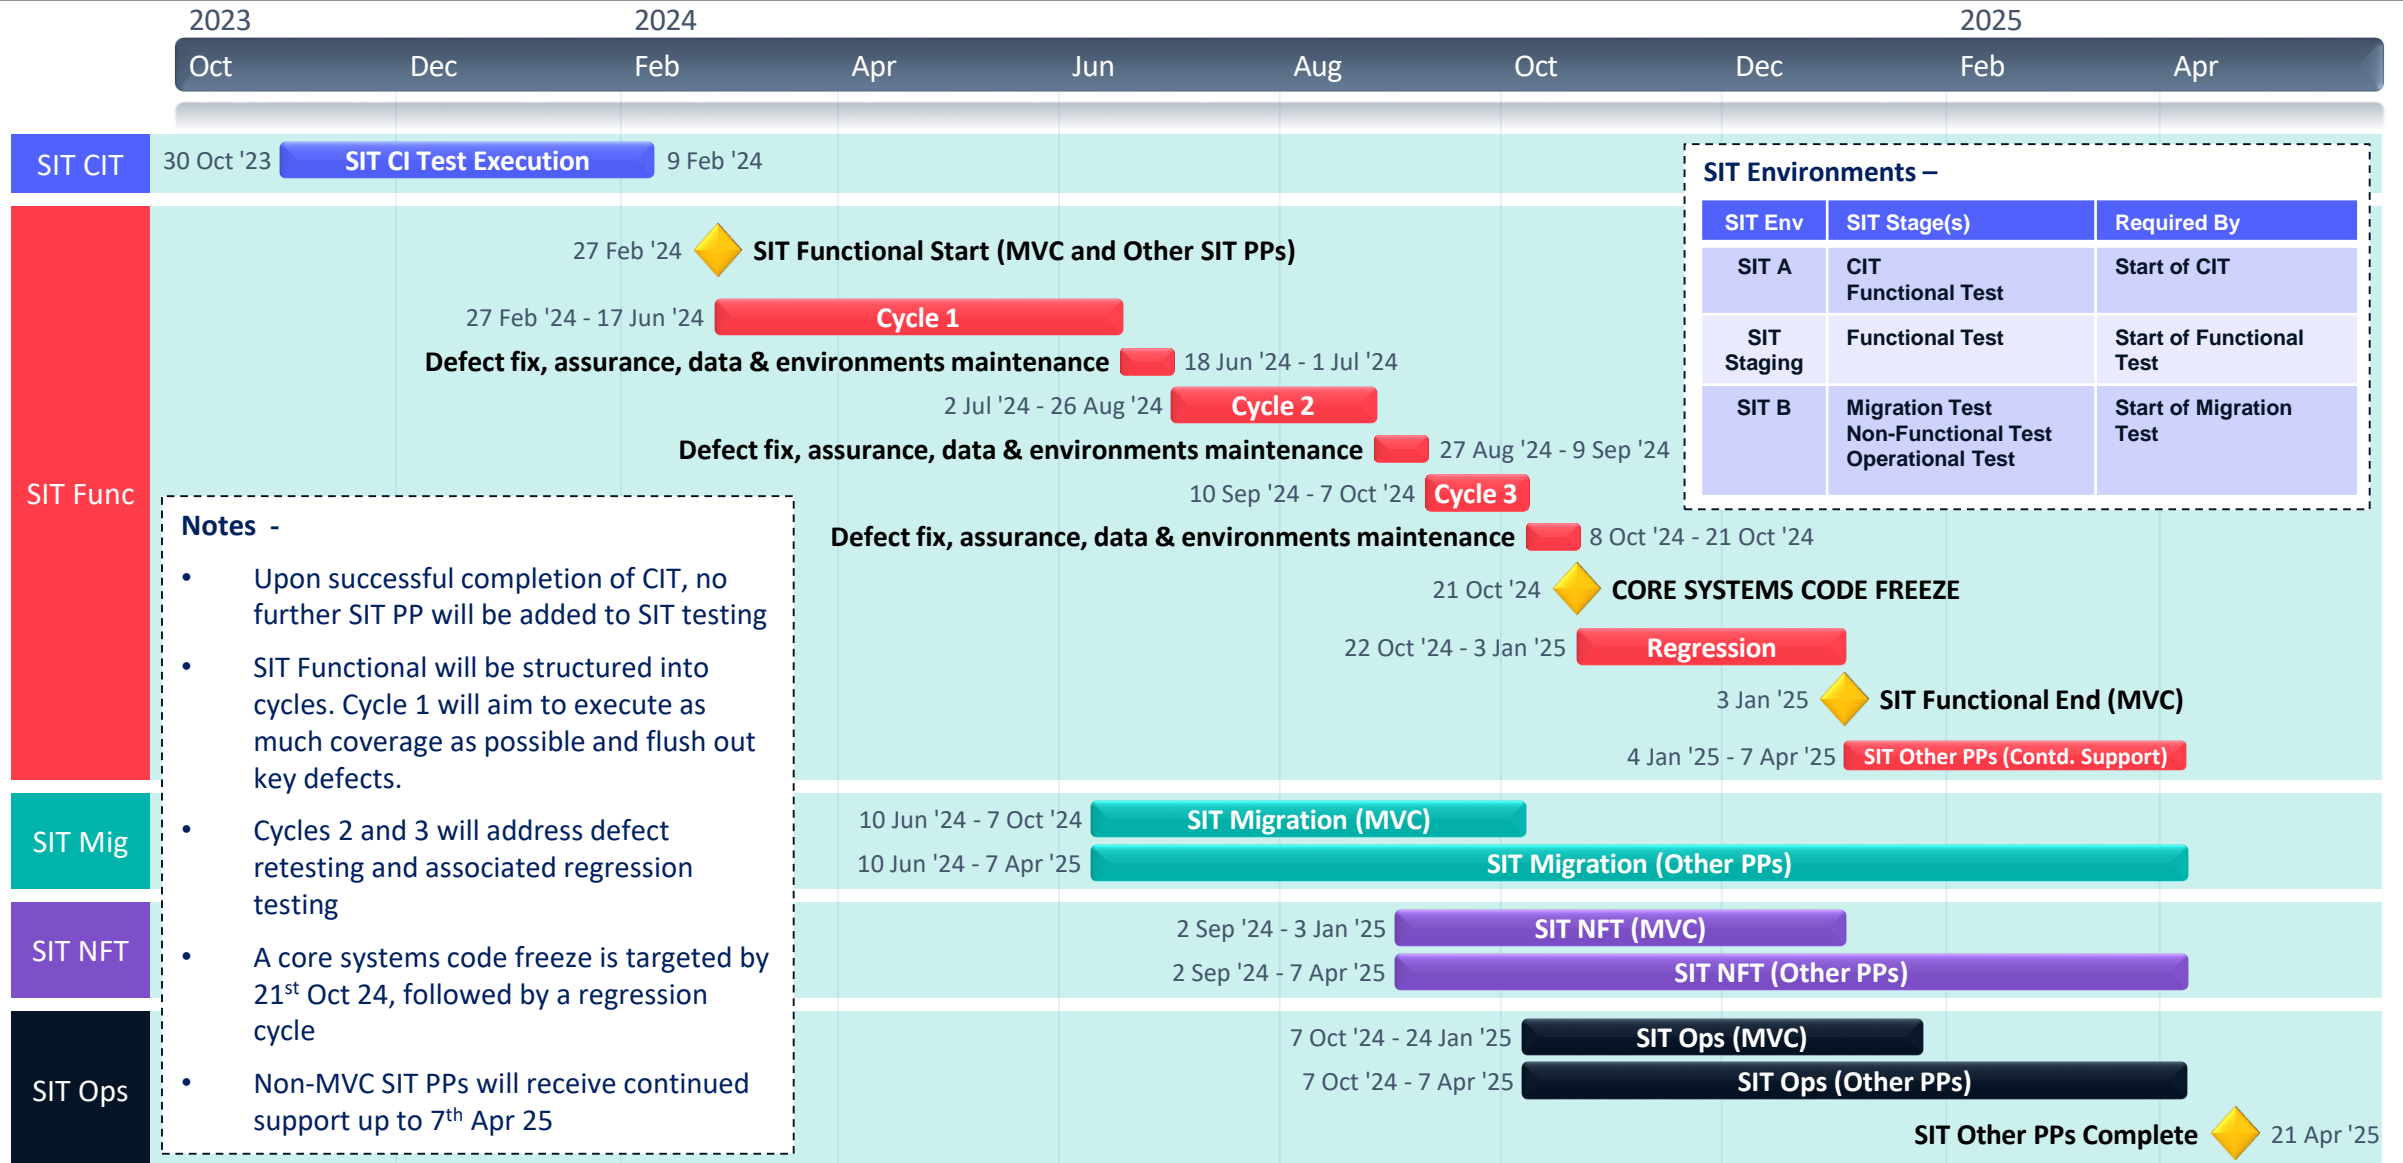 2023 2024 2025
Oct Dec Feb Apr Jun Aug Oct Dec Feb Apr
SIT CIT
30 Oct '23 SIT CI Test Execution 9 Feb '24
SIT Func
27 Feb '24 SIT Functional Start (MVC and Other SIT PPs)
27 Feb '24 - 17 Jun '24 Cycle 1
Defect fix, assurance, data & environments maintenance 18 Jun '24 - 1 Jul '24
2 Jul '24 - 26 Aug '24 Cycle 2
Defect fix, assurance, data & environments maintenance 27 Aug '24 - 9 Sep '24
10 Sep '24 - 7 Oct '24 Cycle 3
Defect fix, assurance, data & environments maintenance 8 Oct '24 - 21 Oct '24
21 Oct '24 CORE SYSTEMS CODE FREEZE
22 Oct '24 - 3 Jan '25 Regression
3 Jan '25 SIT Functional End (MVC)
4 Jan '25 - 7 Apr '25 SIT Other PPs (Contd. Support)
SIT Environments –
SIT Env SIT Stage(s) Required By
SIT A CIT Start of CIT
Functional Test
SIT Functional Test Start of Functional
Staging Test
SIT B Migration Test Start of Migration
Non-Functional Test Test
Operational Test
Notes -
• Upon successful completion of CIT, no
further SIT PP will be added to SIT testing
• SIT Functional will be structured into
cycles. Cycle 1 will aim to execute as
much coverage as possible and flush out
key defects.
• Cycles 2 and 3 will address defect
retesting and associated regression
testing
• A core systems code freeze is targeted by
21st Oct 24, followed by a regression
cycle
• Non-MVC SIT PPs will receive continued
support up to 7th Apr 25
SIT Mig
10 Jun '24 - 7 Oct '24 SIT Migration (MVC)
10 Jun '24 - 7 Apr '25 SIT Migration (Other PPs)
SIT NFT
2 Sep '24 - 3 Jan '25 SIT NFT (MVC)
2 Sep '24 - 7 Apr '25 SIT NFT (Other PPs)
SIT Ops
7 Oct '24 - 24 Jan '25 SIT Ops (MVC)
7 Oct '24 - 7 Apr '25 SIT Ops (Other PPs)
SIT Other PPs Complete 21 Apr '25